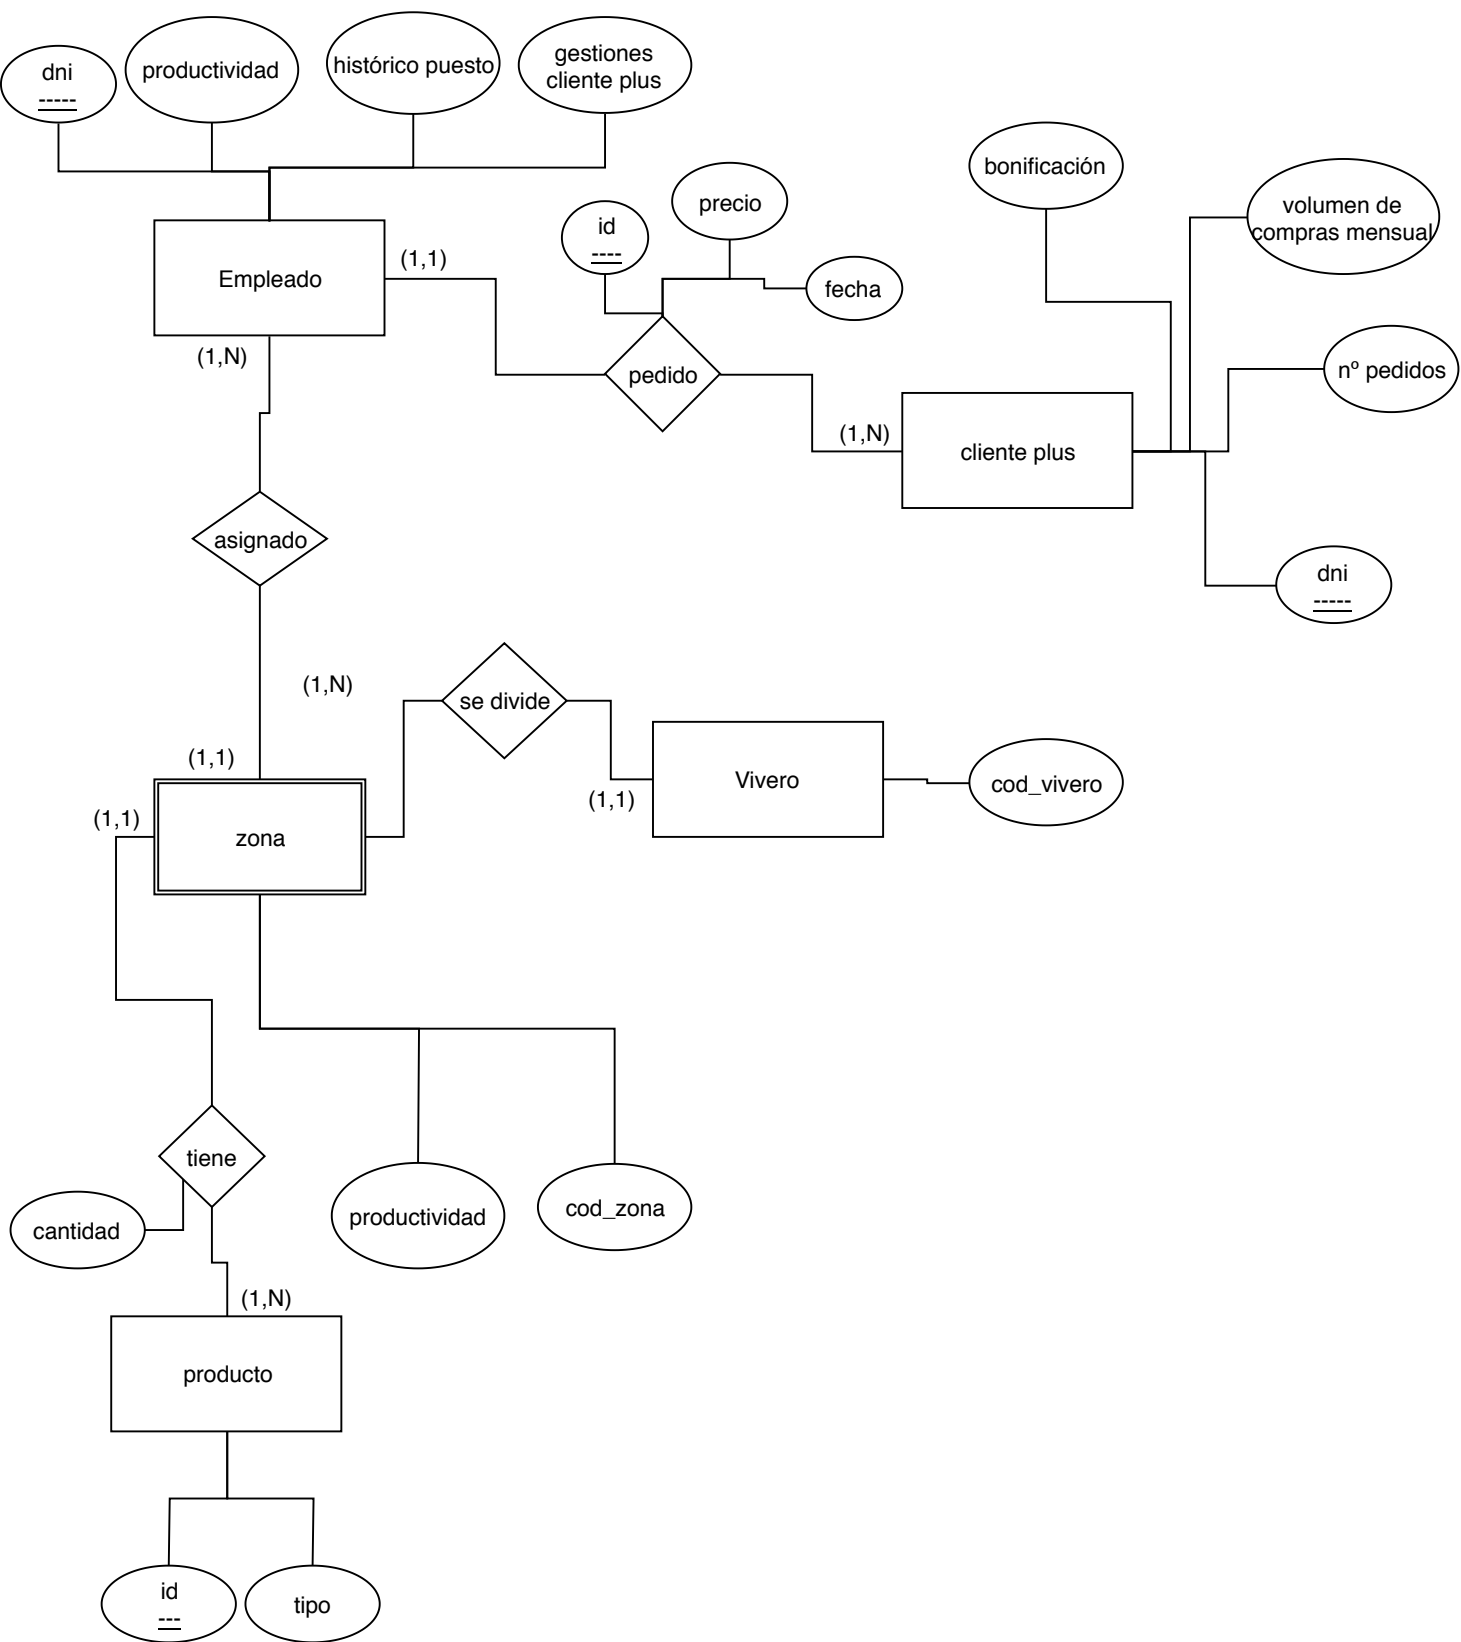 dni
-----
productividad
histórico puesto
gestiones
cliente plus
bonificación
volumen de
compras mensual
id
----
precio
fecha
Empleado
(1,1)
(1,N)
pedido
nº pedidos
(1,N)
cliente plus
asignado
dni
-----
(1,N)
se divide
(1,1)
(1,1)
Vivero
cod_vivero
(1,1)
zona
tiene
cantidad
productividad
cod_zona
(1,N)
producto
id
---
tipo